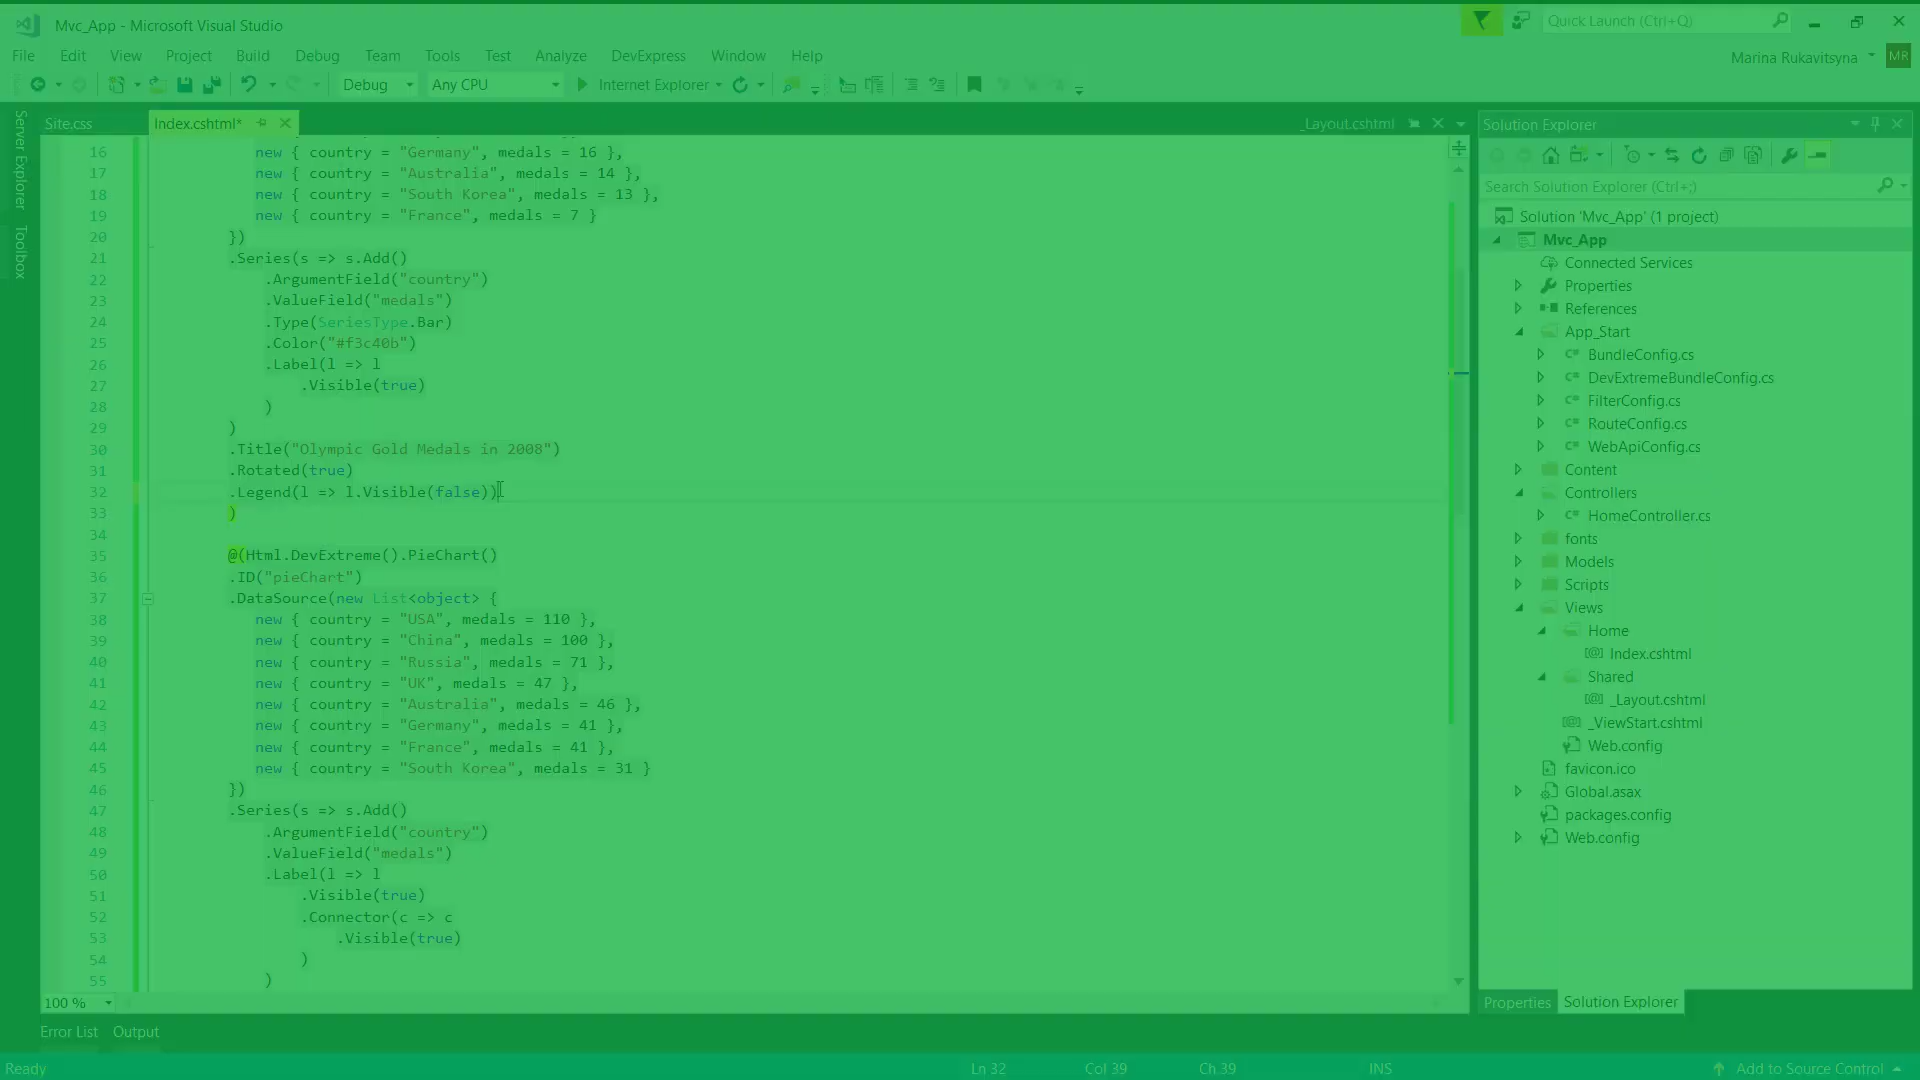 Mvc_App - Microsoft Visual Studio
Quick Launch (Ctrl+Q)
File Edit View Project Build Debug Team Tools Test Analyze DevExpress Window Help
Marina Rukavitsyna MR
Debug Any CPU Internet Explorer
Server Explorer
Toolbox
Site.css Index.cshtml* _Layout.cshtml
16 new { country = "Germany", medals = 16 },
17 new { country = "Australia", medals = 14 },
18 new { country = "South Korea", medals = 13 },
19 new { country = "France", medals = 7 }
20 })
21 .Series(s => s.Add()
22 .ArgumentField("country")
23 .ValueField("medals")
24 .Type(SeriesType.Bar)
25 .Color("#f3c40b")
26 .Label(l => l
27 .Visible(true)
28 )
29 )
30 .Title("Olympic Gold Medals in 2008")
31 .Rotated(true)
32 .Legend(l => l.Visible(false))
33 )
34
35 @(Html.DevExtreme().PieChart()
36 .ID("pieChart")
37 .DataSource(new List<object> {
38 new { country = "USA", medals = 110 },
39 new { country = "China", medals = 100 },
40 new { country = "Russia", medals = 71 },
41 new { country = "UK", medals = 47 },
42 new { country = "Australia", medals = 46 },
43 new { country = "Germany", medals = 41 },
44 new { country = "France", medals = 41 },
45 new { country = "South Korea", medals = 31 }
46 })
47 .Series(s => s.Add()
48 .ArgumentField("country")
49 .ValueField("medals")
50 .Label(l => l
51 .Visible(true)
52 .Connector(c => c
53 .Visible(true)
54 )
55 )
100 %
Error List Output
Solution Explorer
Search Solution Explorer (Ctrl+;)
Solution 'Mvc_App' (1 project)
Mvc_App
Connected Services
Properties
References
App_Start
C# BundleConfig.cs
C# DevExtremeBundleConfig.cs
C# FilterConfig.cs
C# RouteConfig.cs
C# WebApiConfig.cs
Content
Controllers
C# HomeController.cs
fonts
Models
Scripts
Views
Home
[@] Index.cshtml
Shared
[@] _Layout.cshtml
[@] _ViewStart.cshtml
Web.config
favicon.ico
Global.asax
packages.config
Web.config
Properties Solution Explorer
Ready Ln 32 Col 39 Ch 39 INS Add to Source Control